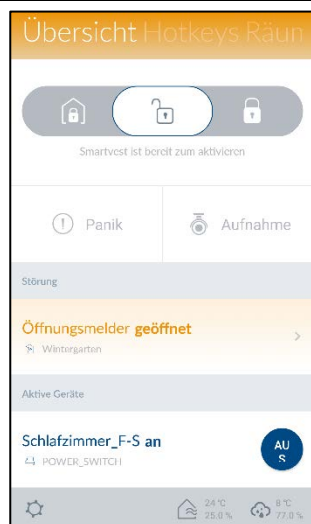 Übersicht Hotkeys Räun
Smartvest ist bereit zum aktivieren
Panik
Aufnahme
Störung
Öffnungsmelder geöffnet
Wintergarten
Aktive Geräte
Schlafzimmer_F-S an
POWER_SWITCH
AU
S
24 °C
25.0 %
8 °C
77.0 %